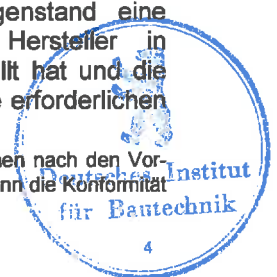 genstand eine
Hersteller in
llt hat und die
e erforderlichen
nen nach den Vor-
nn die Konformität
Deutsches Institut
für Bautechnik
4